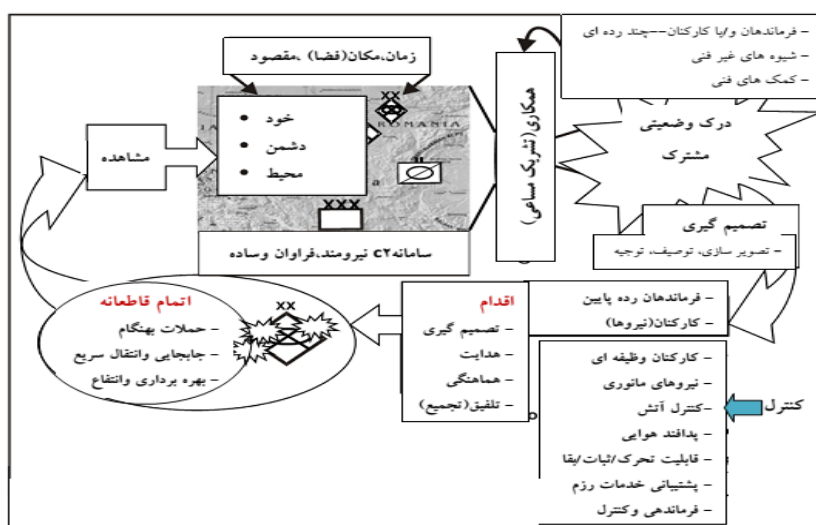 - فرماندهان و/یا کارکنان--چند رده ای
- شیوه های غیر فنی
- کمک های فنی
زمان،مکان(فضا) ،مقصود
همکاری(تشریک مساعی)
درک وضعیتی
مشترک
مشاهده
• خود
• دشمن
• محیط
XX
ROMANIA
a
II
XXX
سامانهC۲ نیرومند،فراوان وساده
تصمیم گیری
- تصویر سازی، توصیف، توجیه
- فرماندهان رده پایین
- کارکنان(نیروها)
اقدام
- تصمیم گیری
- هدایت
- هماهنگی
- تلفیق(تجمیع)
XX
اتمام قاطعانه
- حملات بهنگام
- جابجایی وانتقال سریع
- بهره برداری وانتفاع
- کارکنان وظیفه ای
- نیروهای مانوری
-کنترل آتش
- پدافند هوایی
- قابلیت تحرک/ثبات/بقا
- پشتیبانی خدمات رزم
- فرماندهی وکنترل
کنترل